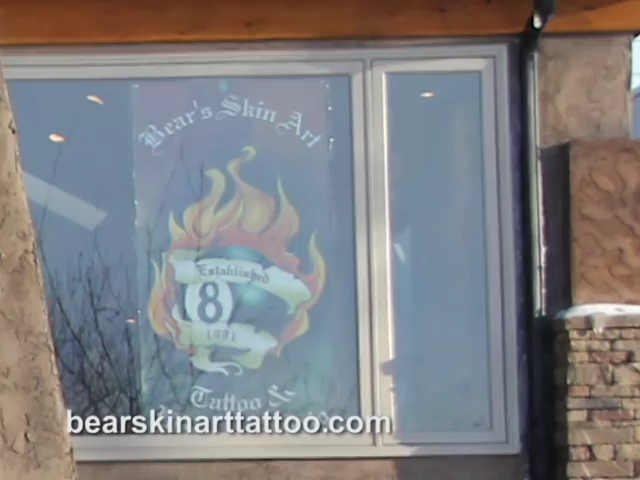 Bear's Skin Art
Established
8
1991
Tattoo &
bearskinarttattoo.com